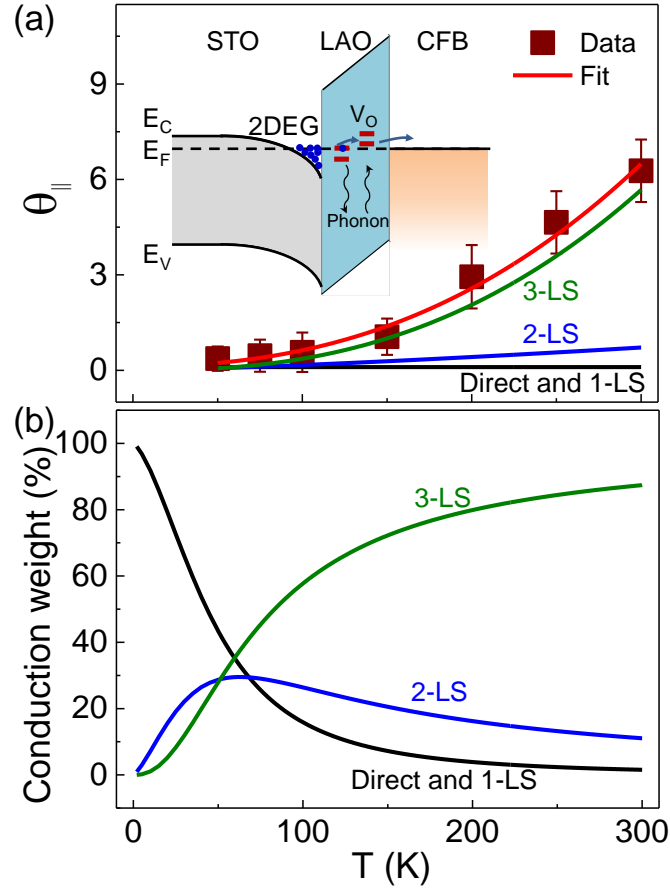 (a)
STO LAO CFB
Data
Fit
E_C
2DEG
V_O
E_F
Phonon
E_V
3-LS
2-LS
Direct and 1-LS
θ_∥
9
6
3
0
(b)
3-LS
2-LS
Direct and 1-LS
Conduction weight (%)
100
80
60
40
20
0
0 100 200 300
T (K)